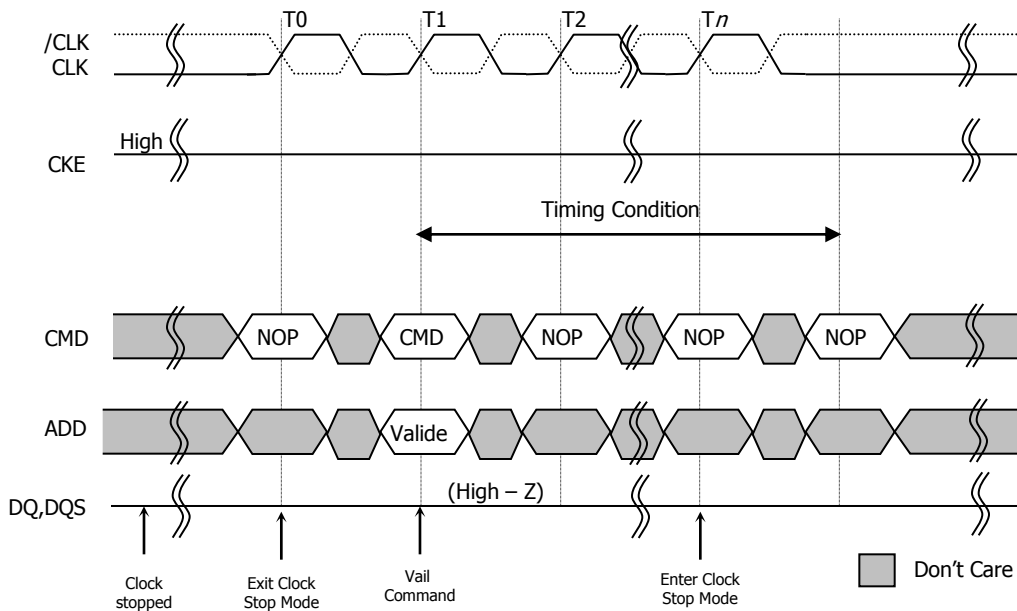 T0 T1 T2 Tn
/CLK
CLK
High
CKE
Timing Condition
CMD NOP CMD NOP NOP NOP
ADD Valide
(High – Z)
DQ,DQS
Clock
stopped
Exit Clock
Stop Mode
Vail
Command
Enter Clock
Stop Mode
Don't Care